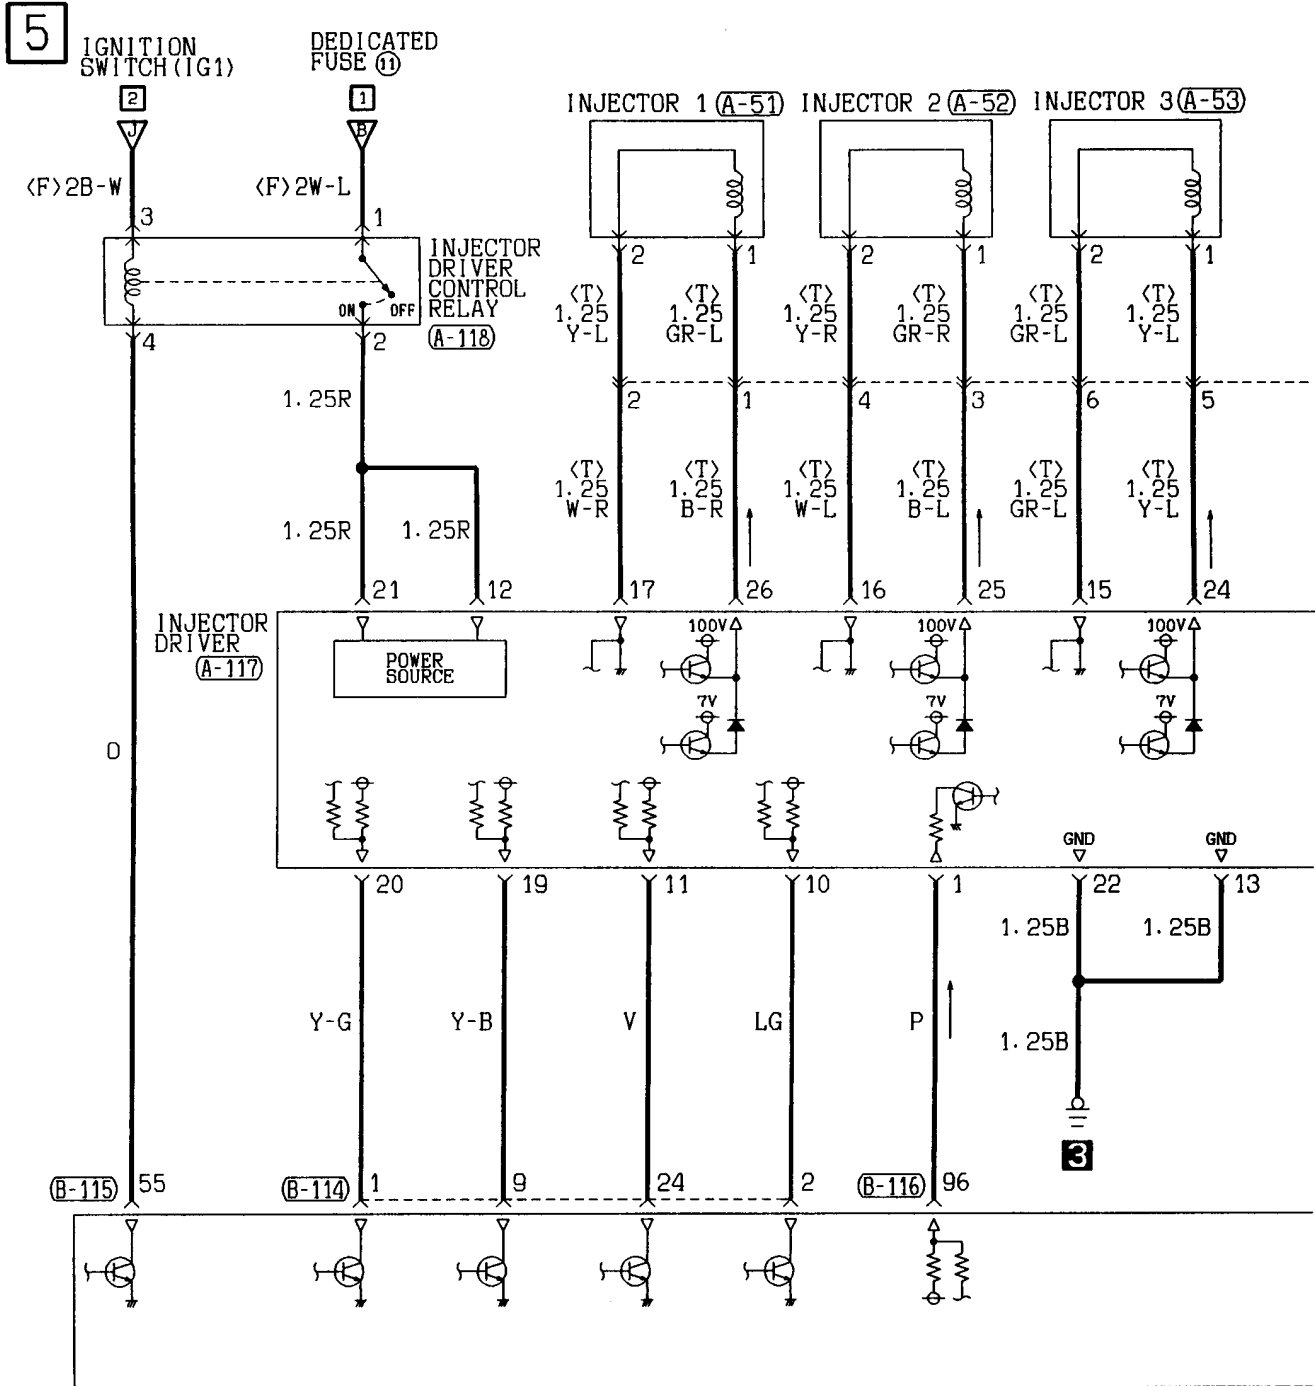 5
IGNITION
SWITCH(IG1)
DEDICATED
FUSE ⑪
2
1
J
B
INJECTOR 1 (A-51)
INJECTOR 2 (A-52)
INJECTOR 3 (A-53)
<F>2B-W
<F>2W-L
3
1
INJECTOR
DRIVER
CONTROL
RELAY
(A-118)
ON
OFF
4
2
2
1
2
1
2
1
<T>
1.25
Y-L
<T>
1.25
GR-L
<T>
1.25
Y-R
<T>
1.25
GR-R
<T>
1.25
GR-L
<T>
1.25
Y-L
1.25R
2
1
4
3
6
5
<T>
1.25
W-R
<T>
1.25
B-R
<T>
1.25
W-L
<T>
1.25
B-L
<T>
1.25
GR-L
<T>
1.25
Y-L
1.25R
1.25R
21
12
17
26
16
25
15
24
INJECTOR
DRIVER
(A-117)
POWER
SOURCE
100V
100V
100V
7V
7V
7V
O
GND
GND
20
19
11
10
1
22
13
1.25B
1.25B
Y-G
Y-B
V
LG
P
1.25B
3
(B-115)
55
(B-114)
1
9
24
2
(B-116)
96